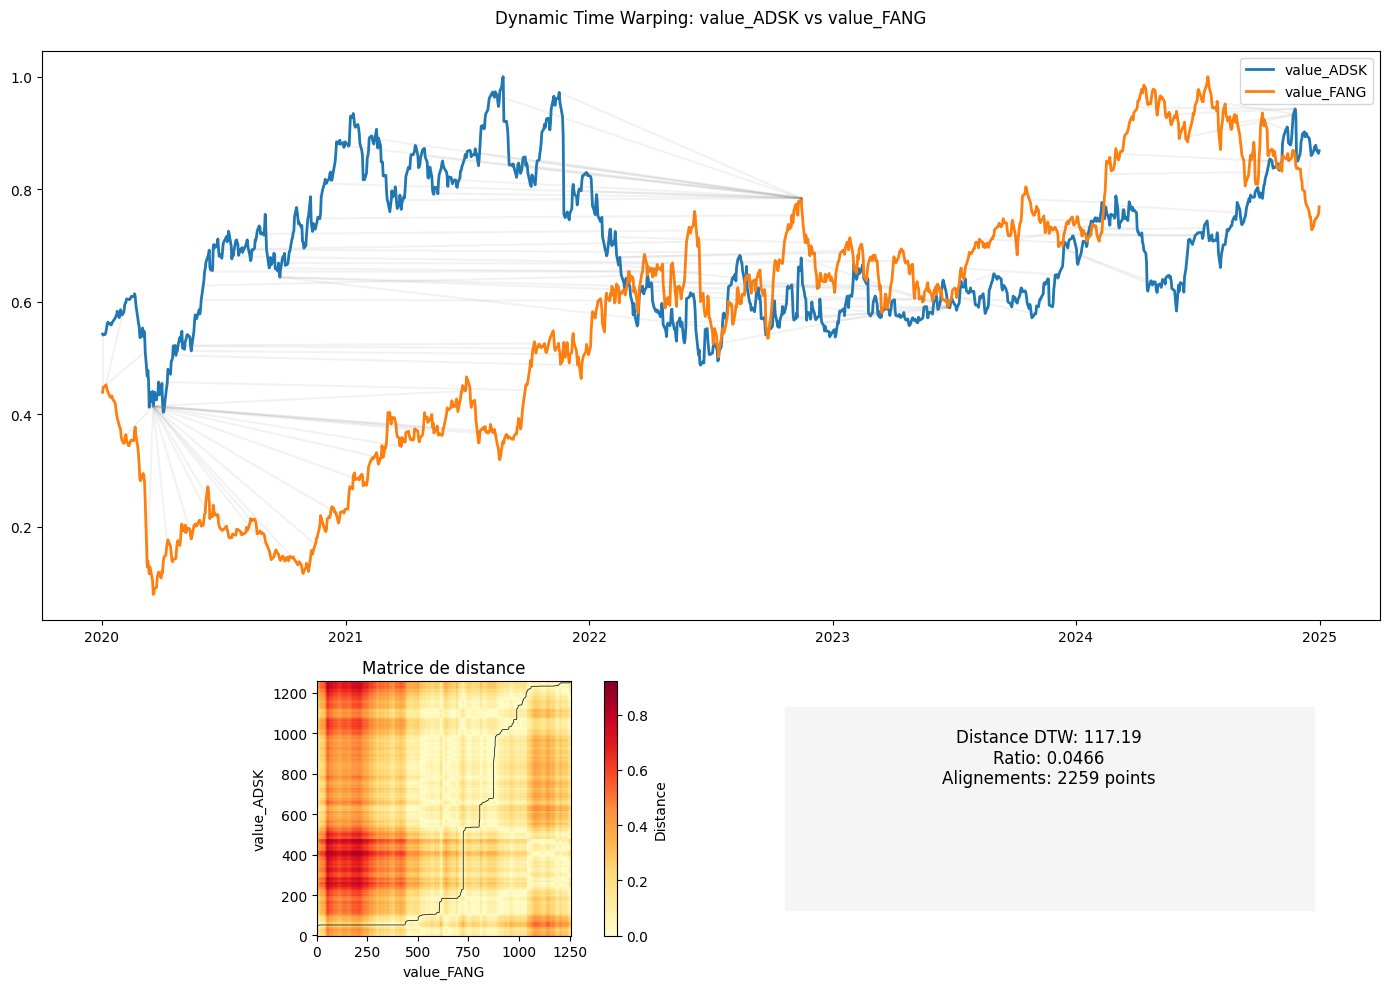 Dynamic Time Warping: value_ADSK vs value_FANG
value_ADSK
value_FANG
1.0
0.8
0.6
0.4
0.2
2020 2021 2022 2023 2024 2025
Matrice de distance
1200
1000
800
600
400
200
0
value_ADSK
0 250 500 750 1000 1250
value_FANG
0.8
0.6
0.4
0.2
0.0
Distance
Distance DTW: 117.19
Ratio: 0.0466
Alignements: 2259 points